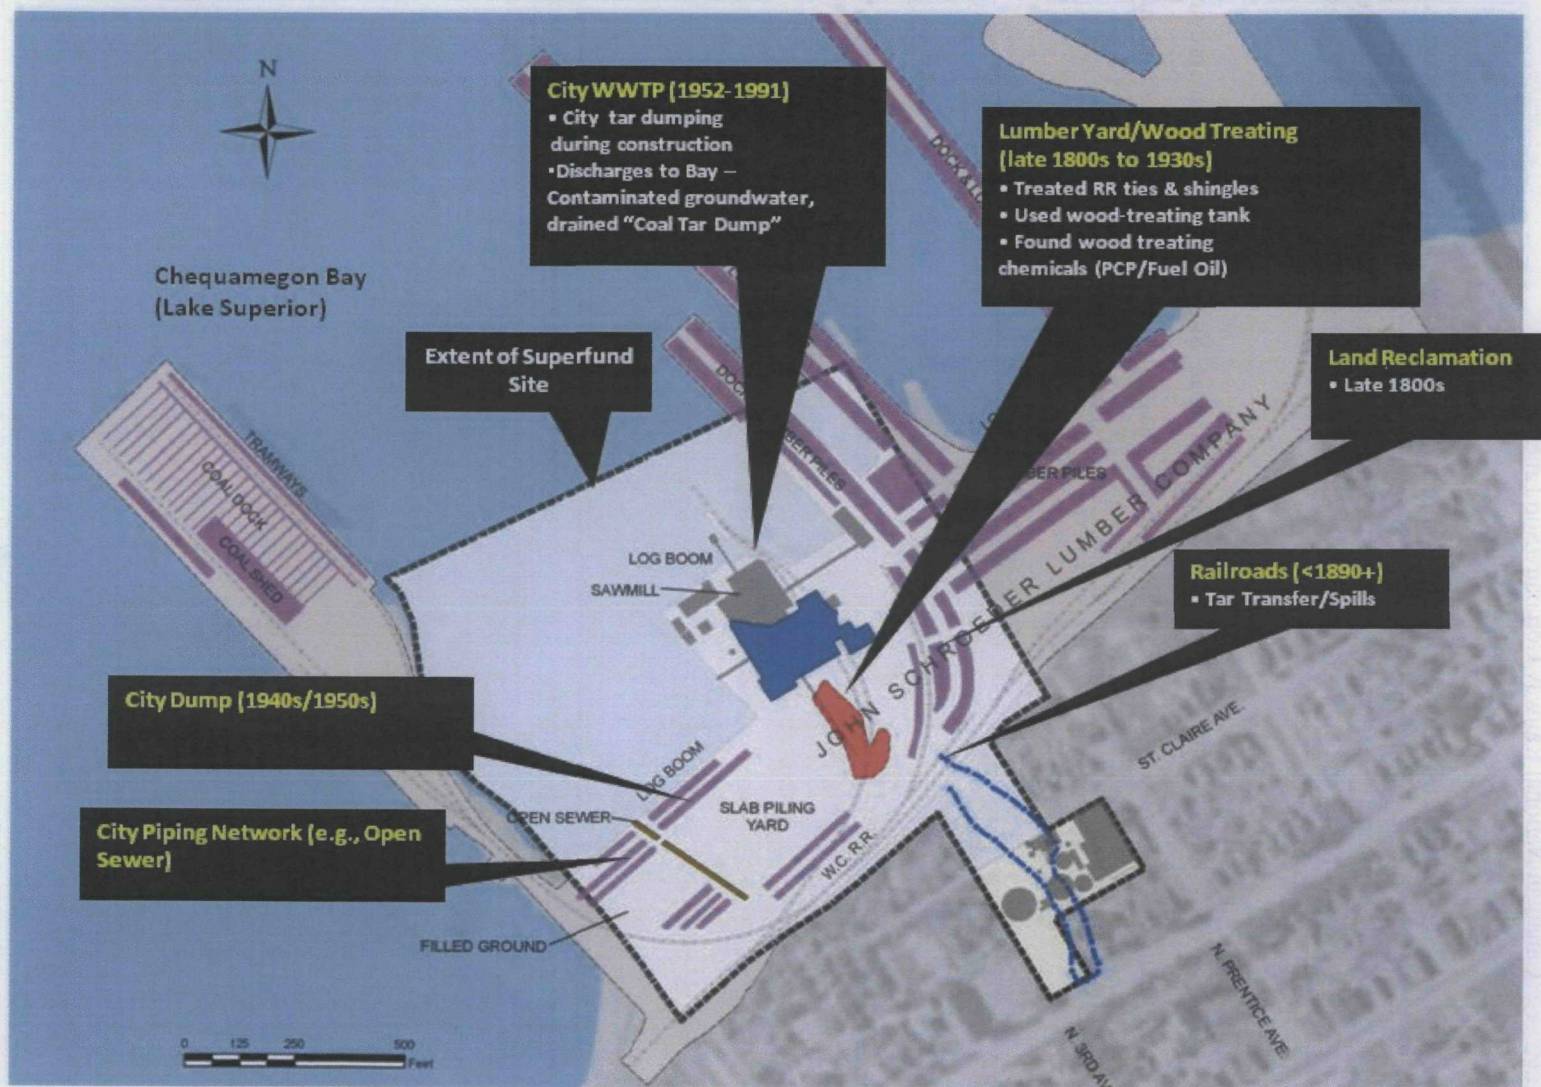 N
City WWTP (1952-1991)
• City tar dumping
during construction
•Discharges to Bay –
Contaminated groundwater,
drained “Coal Tar Dump”
Lumber Yard/Wood Treating
(late 1800s to 1930s)
• Treated RR ties & shingles
• Used wood-treating tank
• Found wood treating
chemicals (PCP/Fuel Oil)
Chequamegon Bay
(Lake Superior)
Extent of Superfund
Site
Land Reclamation
• Late 1800s
TRAMWAYS
COAL DOCK
COAL SHED
PILES
PILES
LOG BOOM
SAWMILL
JOHN SCHROEDER LUMBER COMPANY
Railroads (<1890+)
• Tar Transfer/Spills
City Dump (1940s/1950s)
ST. CLAIRE AVE.
LOG BOOM
OPEN SEWER
SLAB PILING
YARD
City Piping Network (e.g., Open
Sewer)
W.C. R.R.
FILLED GROUND
N. PRENTICE AVE.
N. 3RD AV
0 125 250 500
Feet